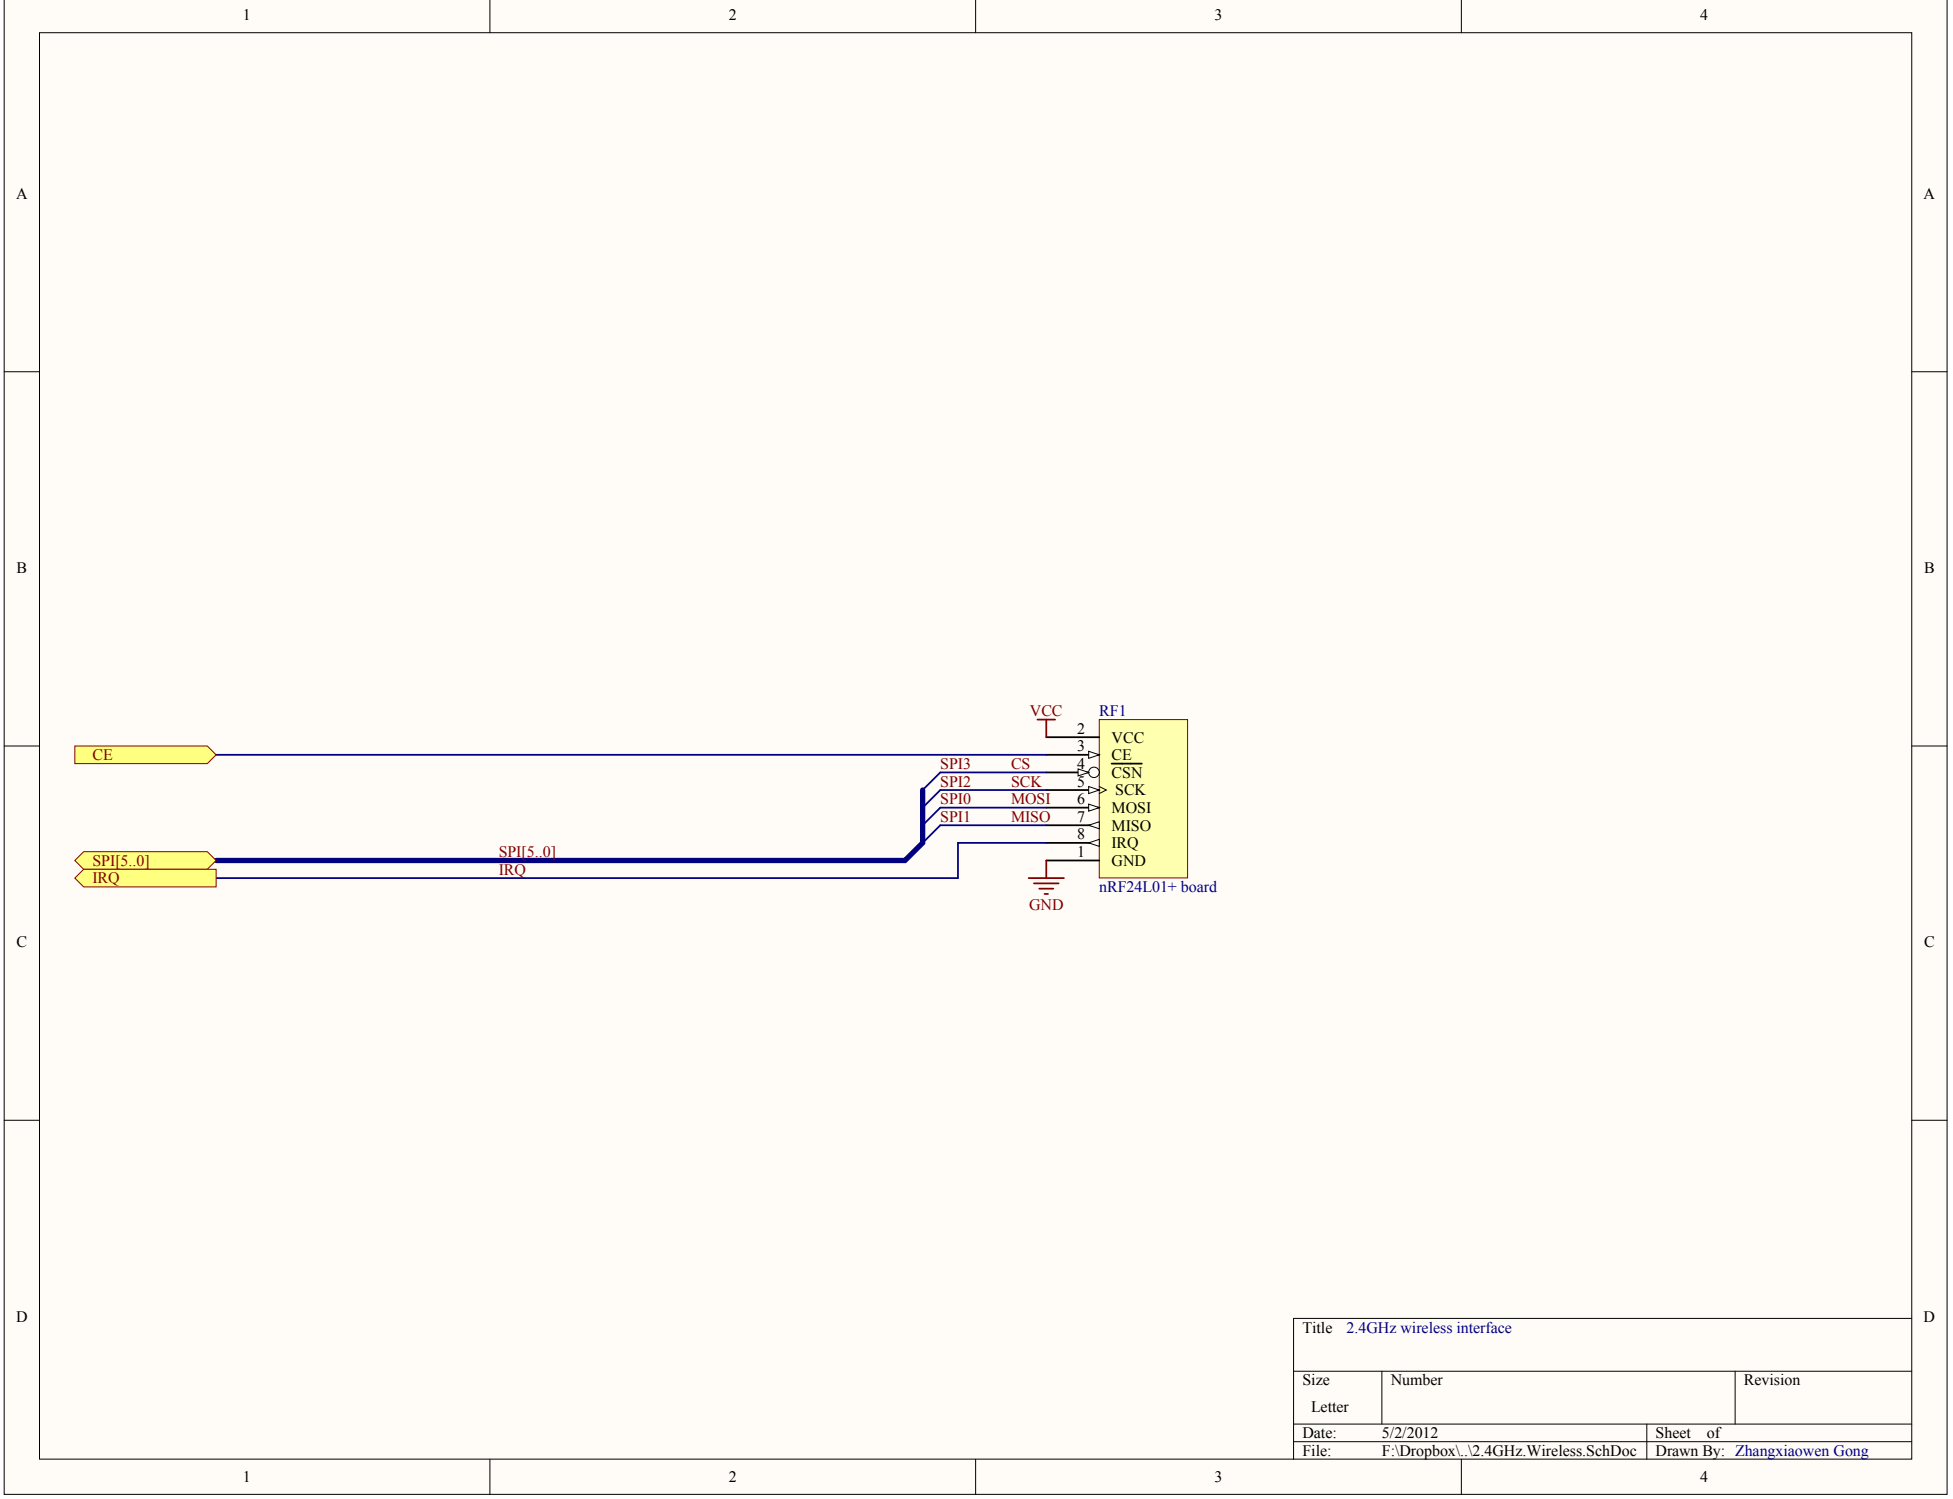 1 2 3 4
A A
B B
VCC RF1
2 VCC
CE 3 CE
SPI3 CS 4 CSN
SPI2 SCK 5 SCK
SPI0 MOSI 6 MOSI
SPI1 MISO 7 MISO
8 IRQ
SPI[5..0] SPI[5..0] 1 GND
IRQ IRQ
nRF24L01+ board
GND
C C
D D
Title 2.4GHz wireless interface
Size Number Revision
Letter
Date: 5/2/2012 Sheet of
File: F:\Dropbox\..\2.4GHz.Wireless.SchDoc Drawn By: Zhangxiaowen Gong
1 2 3 4